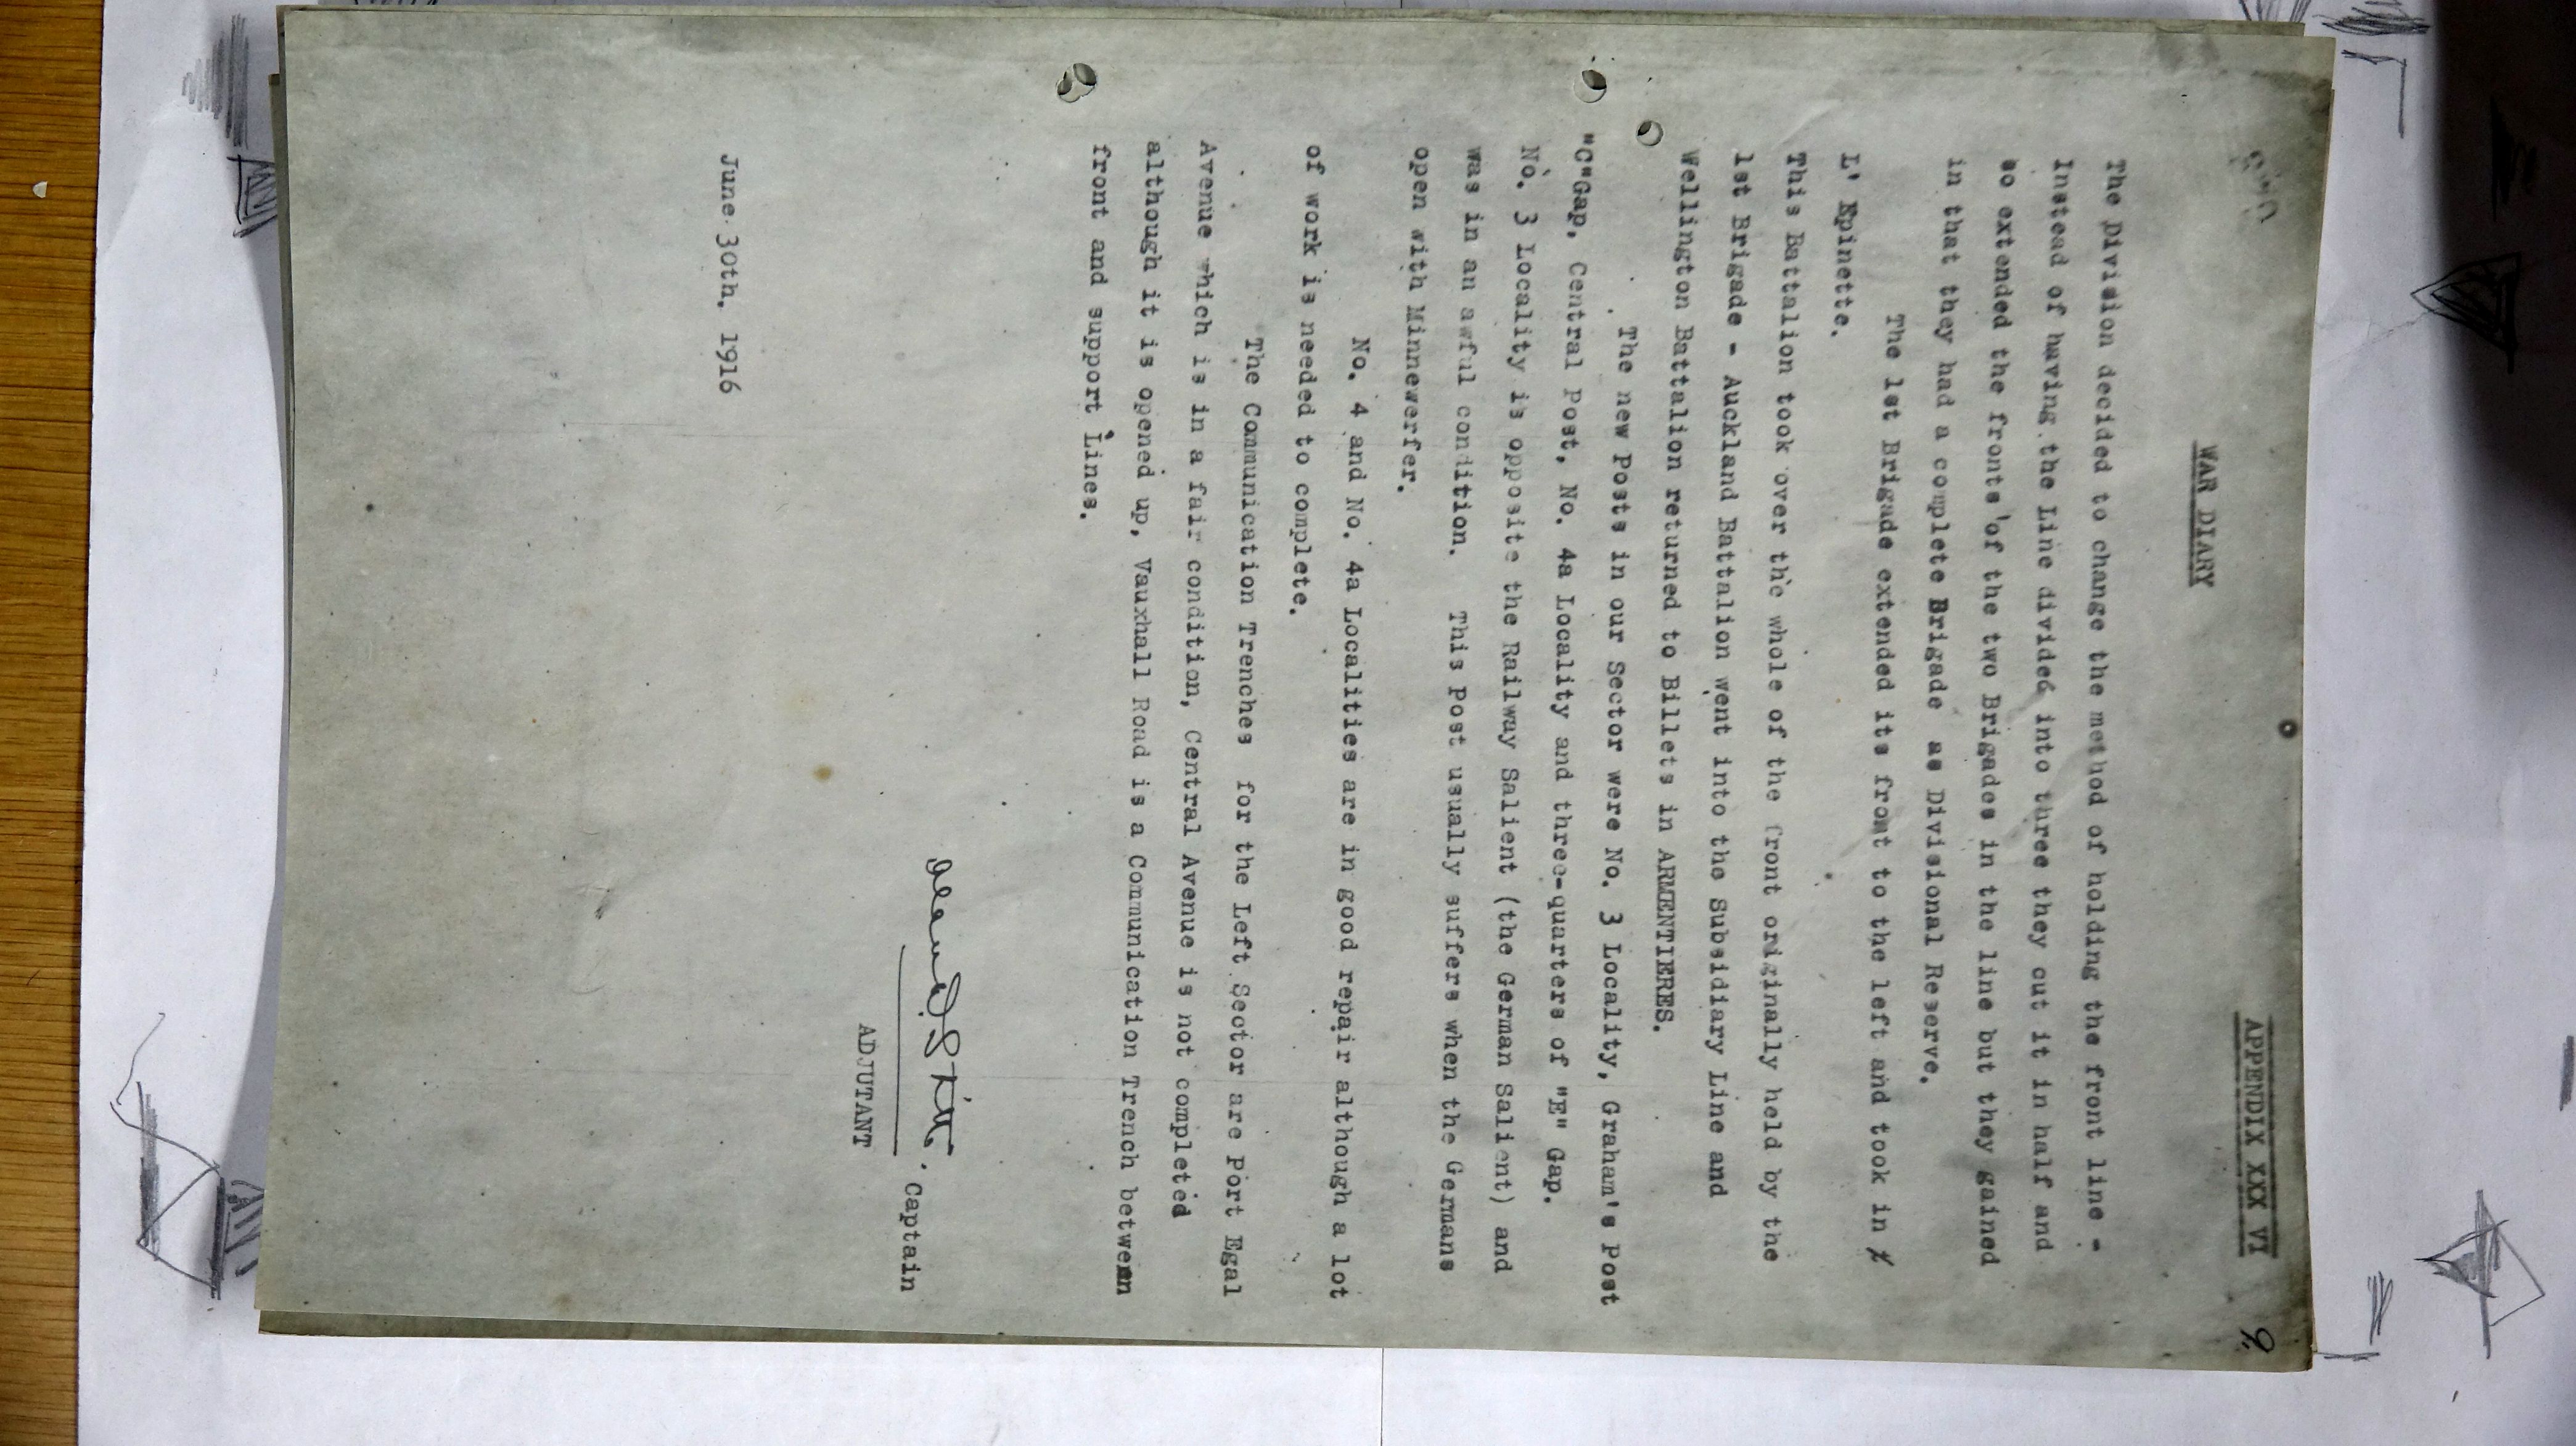 APPENDIX XXX VI
9.
WAR DIARY
The Division decided to change the method of holding the front line -
Instead of having the Line divided into three they cut it in half and
so extended the fronts of the two Brigades in the line but they gained
in that they had a complete Brigade as Divisional Reserve.
The 1st Brigade extended its front to the left and took in
L' Epinette.
This Battalion took over the whole of the front originally held by the
1st Brigade - Auckland Battalion went into the Subsidiary Line and
Wellington Battalion returned to Billets in ARMENTIERES.
The new Posts in our Sector were No. 3 Locality, Graham's Post
"C"Gap, Central Post, No. 4a Locality and three-quarters of "E" Gap.
No. 3 Locality is opposite the Railway Salient (the German Salient) and
was in an awful condition. This Post usually suffers when the Germans
open with Minnewerfer.
No. 4 and No. 4a Localities are in good repair although a lot
of work is needed to complete.
The Communication Trenches for the Left Sector are Port Egal
Avenue which is in a fair condition, Central Avenue is not completed
although it is opened up, Vauxhall Road is a Communication Trench between
front and support Lines.
Captain
ADJUTANT
June 30th. 1916